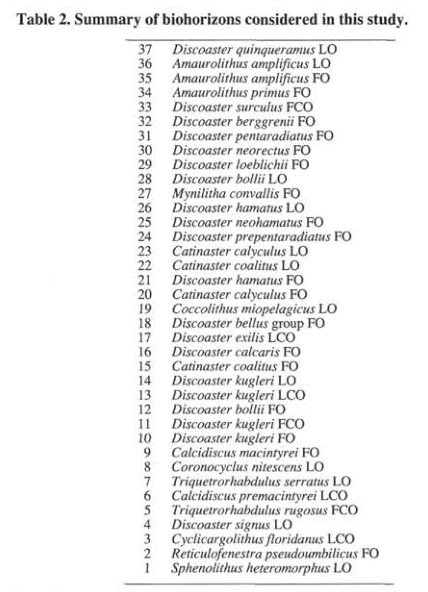 Table 2. Summary of biohorizons considered in this study.
37 Discoaster quinqueramus LO
36 Amaurolithus amplificus LO
35 Amaurolithus amplificus FO
34 Amaurolithus primus FO
33 Discoaster surculus FCO
32 Discoaster berggrenii FO
31 Discoaster pentaradiatus FO
30 Discoaster neorectus FO
29 Discoaster loeblichii FO
28 Discoaster bollii LO
27 Mynilitha convallis FO
26 Discoaster hamatus LO
25 Discoaster neohamatus FO
24 Discoaster prepentaradiatus FO
23 Catinaster calyculus LO
22 Catinaster coalitus LO
21 Discoaster hamatus FO
20 Catinaster calyculus FO
19 Coccolithus miopelagicus LO
18 Discoaster bellus group FO
17 Discoaster exilis LCO
16 Discoaster calcaris FO
15 Catinaster coalitus FO
14 Discoaster kugleri LO
13 Discoaster kugleri LCO
12 Discoaster bollii FO
11 Discoaster kugleri FCO
10 Discoaster kugleri FO
9 Calcidiscus macintyrei FO
8 Coronocyclus nitescens LO
7 Triquetrorhabdulus serratus LO
6 Calcidiscus premacintyrei LCO
5 Triquetrorhabdulus rugosus FCO
4 Discoaster signus LO
3 Cyclicargolithus floridanus LCO
2 Reticulofenestra pseudoumbilicus FO
1 Sphenolithus heteromorphus LO